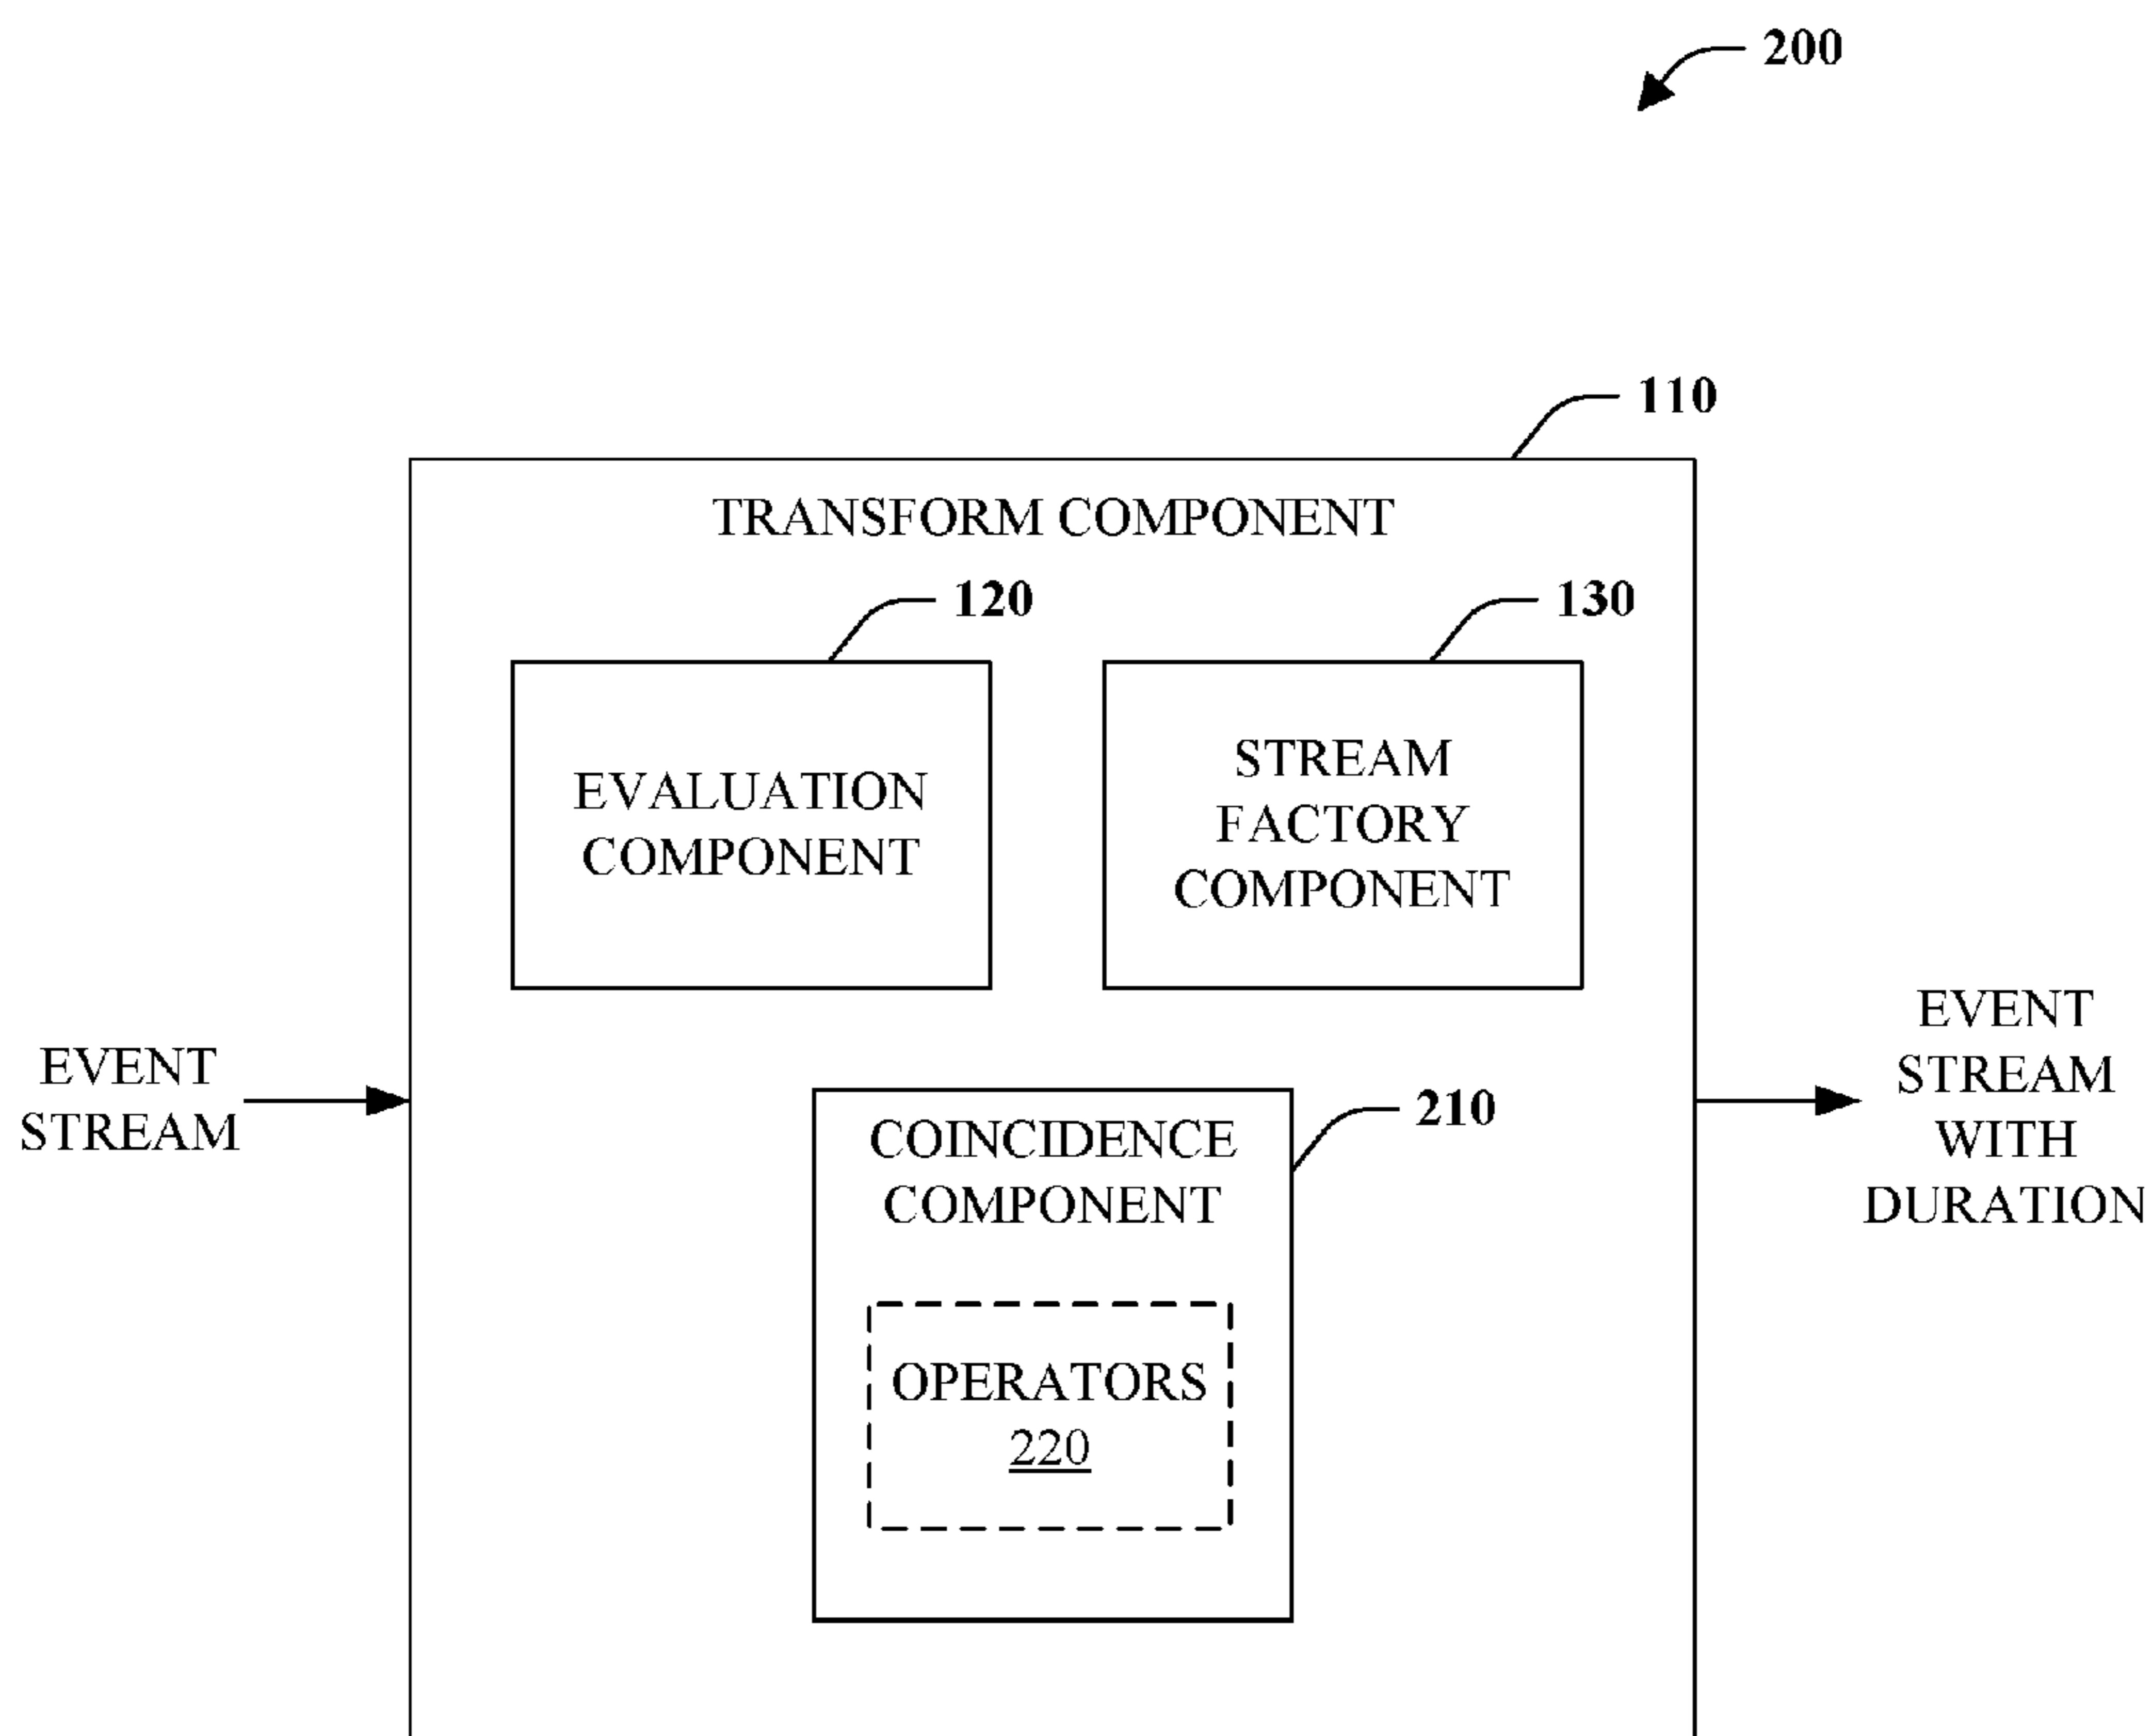 200
110
TRANSFORM COMPONENT
120
130
EVALUATION
COMPONENT
STREAM
FACTORY
COMPONENT
EVENT
STREAM
COINCIDENCE
COMPONENT
210
OPERATORS
220
EVENT
STREAM
WITH
DURATION